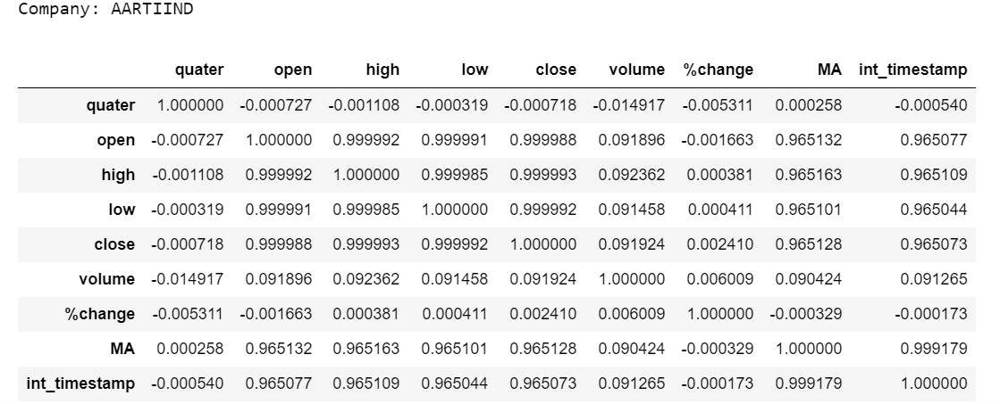 Company: AARTIIND
quater open high low close volume %change MA int_timestamp
quater 1.000000 -0.000727 -0.001108 -0.000319 -0.000718 -0.014917 -0.005311 0.000258 -0.000540
open -0.000727 1.000000 0.999992 0.999991 0.999988 0.091896 -0.001663 0.965132 0.965077
high -0.001108 0.999992 1.000000 0.999985 0.999993 0.092362 0.000381 0.965163 0.965109
low -0.000319 0.999991 0.999985 1.000000 0.999992 0.091458 0.000411 0.965101 0.965044
close -0.000718 0.999988 0.999993 0.999992 1.000000 0.091924 0.002410 0.965128 0.965073
volume -0.014917 0.091896 0.092362 0.091458 0.091924 1.000000 0.006009 0.090424 0.091265
%change -0.005311 -0.001663 0.000381 0.000411 0.002410 0.006009 1.000000 -0.000329 -0.000173
MA 0.000258 0.965132 0.965163 0.965101 0.965128 0.090424 -0.000329 1.000000 0.999179
int_timestamp -0.000540 0.965077 0.965109 0.965044 0.965073 0.091265 -0.000173 0.999179 1.000000